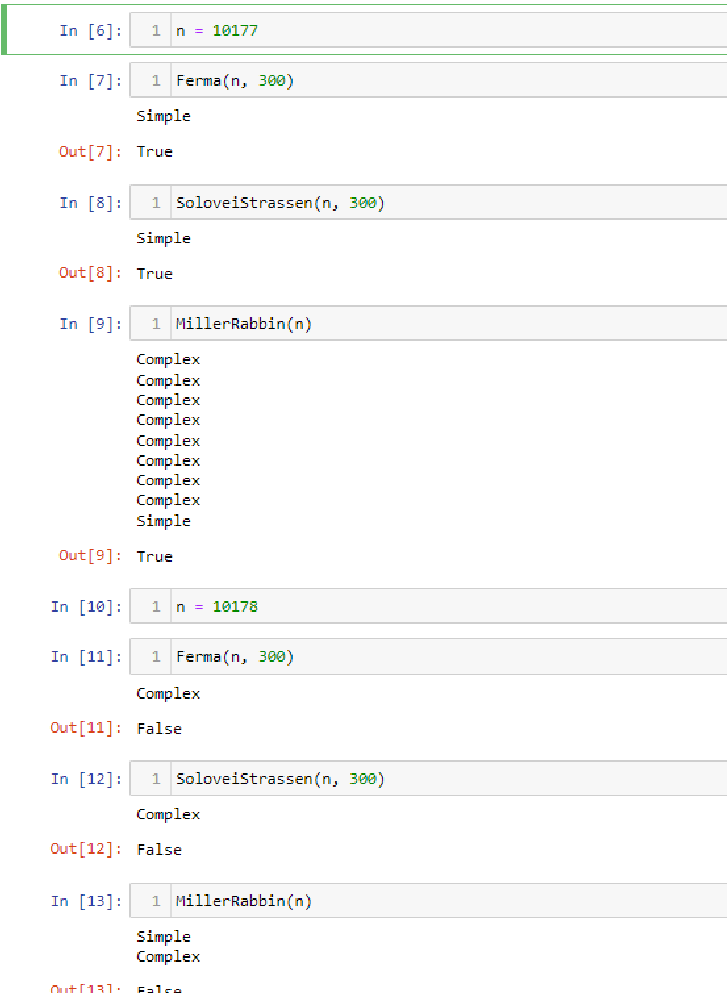 In [6]: 1 n = 10177
In [7]: 1 Ferma(n, 300)
Simple
Out[7]: True
In [8]: 1 SoloveiStrassen(n, 300)
Simple
Out[8]: True
In [9]: 1 MillerRabbin(n)
Complex
Complex
Complex
Complex
Complex
Complex
Complex
Complex
Simple
Out[9]: True
In [10]: 1 n = 10178
In [11]: 1 Ferma(n, 300)
Complex
Out[11]: False
In [12]: 1 SoloveiStrassen(n, 300)
Complex
Out[12]: False
In [13]: 1 MillerRabbin(n)
Simple
Complex
Out[13]: False